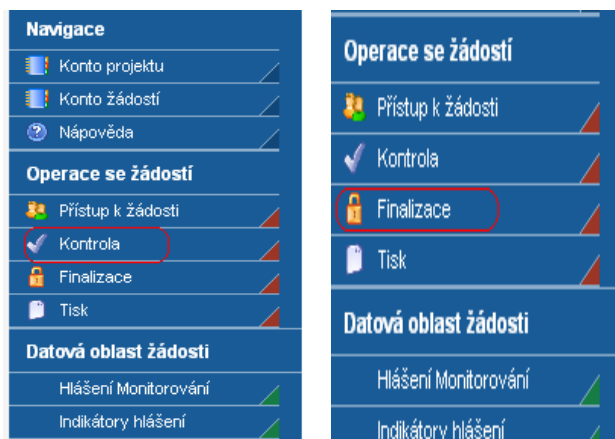 Navigace
Konto projektu
Konto žádostí
Nápověda
Operace se žádostí
Přístup k žádosti
Kontrola
Finalizace
Tisk
Datová oblast žádosti
Hlášení Monitorování
Indikátory hlášení
Operace se žádostí
Přístup k žádosti
Kontrola
Finalizace
Tisk
Datová oblast žádosti
Hlášení Monitorování
Indikátory hlášení